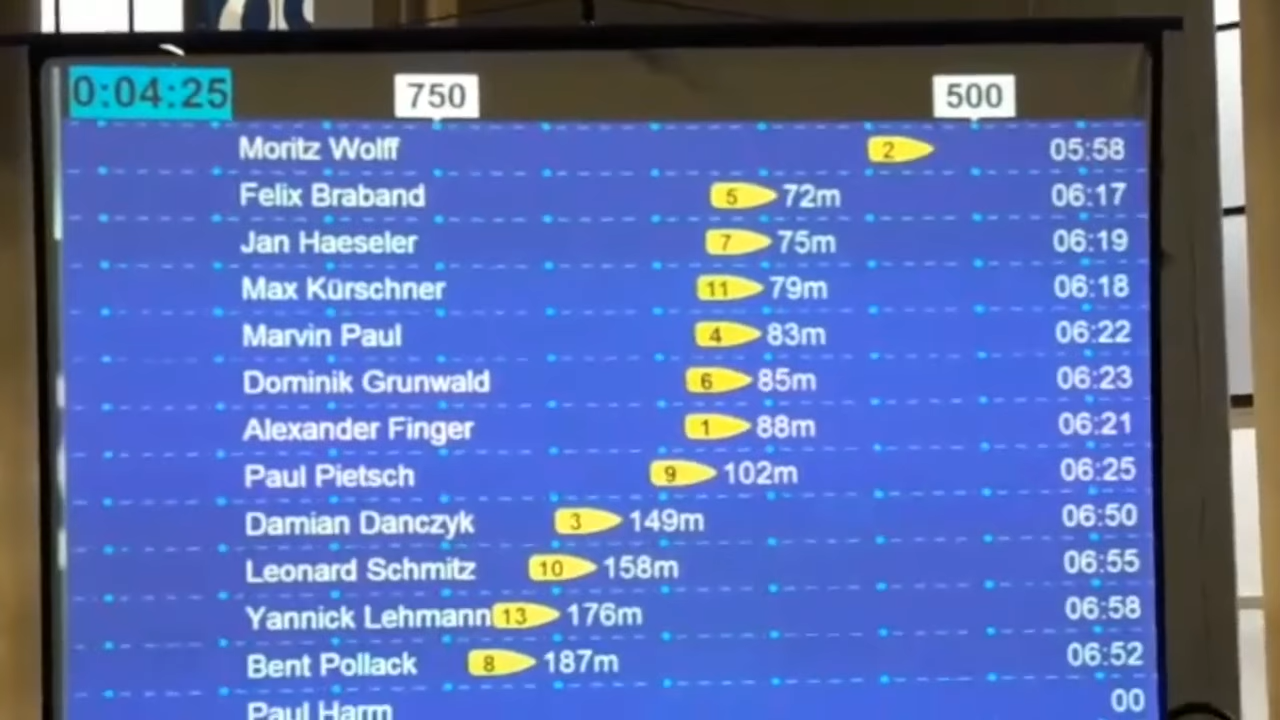 0:04:25 750 500
Moritz Wolff 2 05:58
Felix Braband 5 72m 06:17
Jan Haeseler 7 75m 06:19
Max Kürschner 11 79m 06:18
Marvin Paul 4 83m 06:22
Dominik Grunwald 6 85m 06:23
Alexander Finger 1 88m 06:21
Paul Pietsch 9 102m 06:25
Damian Danczyk 3 149m 06:50
Leonard Schmitz 10 158m 06:55
Yannick Lehmann 13 176m 06:58
Bent Pollack 8 187m 06:52
Paul Harm 00